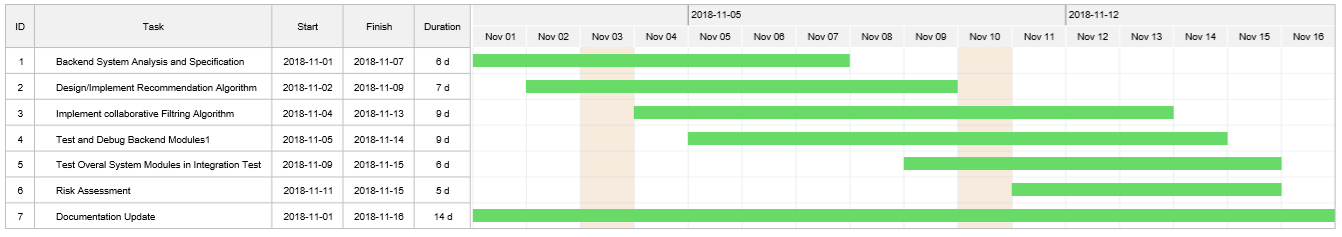 2018-11-05 2018-11-12
ID Task Start Finish Duration Nov 01 Nov 02 Nov 03 Nov 04 Nov 05 Nov 06 Nov 07 Nov 08 Nov 09 Nov 10 Nov 11 Nov 12 Nov 13 Nov 14 Nov 15 Nov 16
1 Backend System Analysis and Specification 2018-11-01 2018-11-07 6 d
2 Design/Implement Recommendation Algorithm 2018-11-02 2018-11-09 7 d
3 Implement collaborative Filtring Algorithm 2018-11-04 2018-11-13 9 d
4 Test and Debug Backend Modules1 2018-11-05 2018-11-14 9 d
5 Test Overal System Modules in Integration Test 2018-11-09 2018-11-15 6 d
6 Risk Assessment 2018-11-11 2018-11-15 5 d
7 Documentation Update 2018-11-01 2018-11-16 14 d